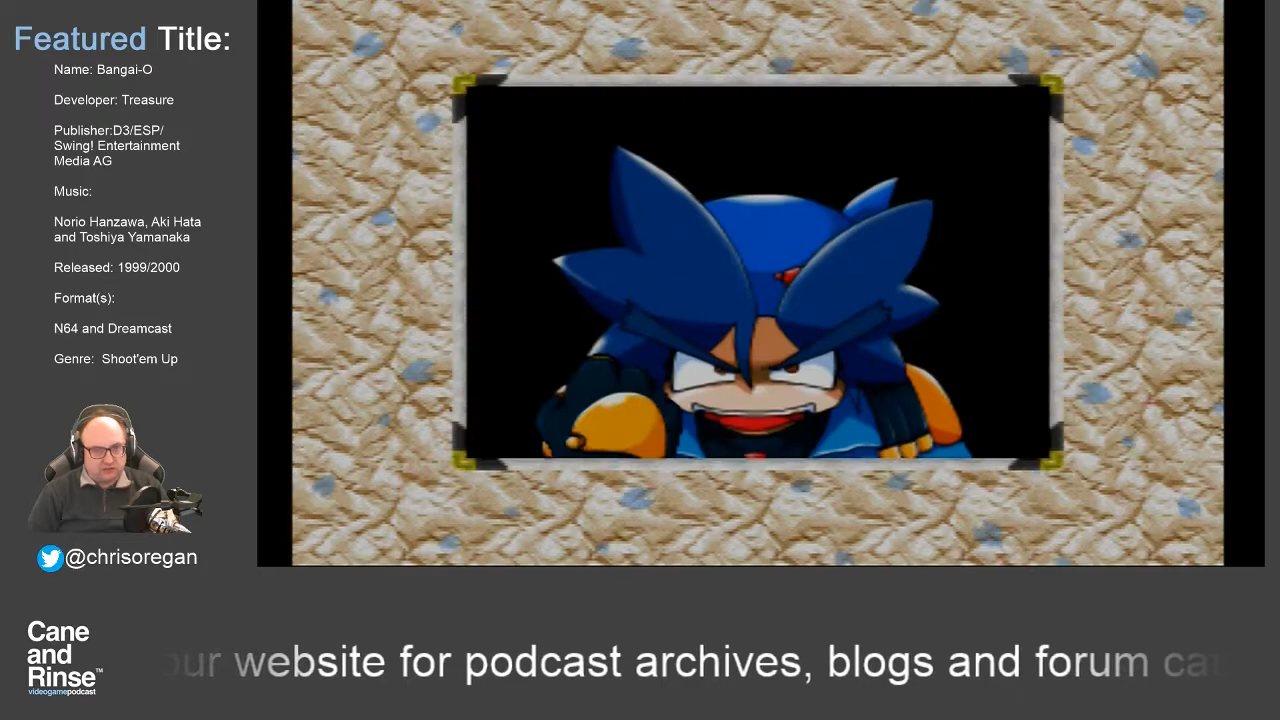 Featured Title:
Name: Bangai-O
Developer: Treasure
Publisher:D3/ESP/
Swing! Entertainment
Media AG
Music:
Norio Hanzawa, Aki Hata
and Toshiya Yamanaka
Released: 1999/2000
Format(s):
N64 and Dreamcast
Genre: Shoot'em Up
@chrisoregan
Cane
and
Rinse™
videogamepodcast
website for podcast archives, blogs and forum